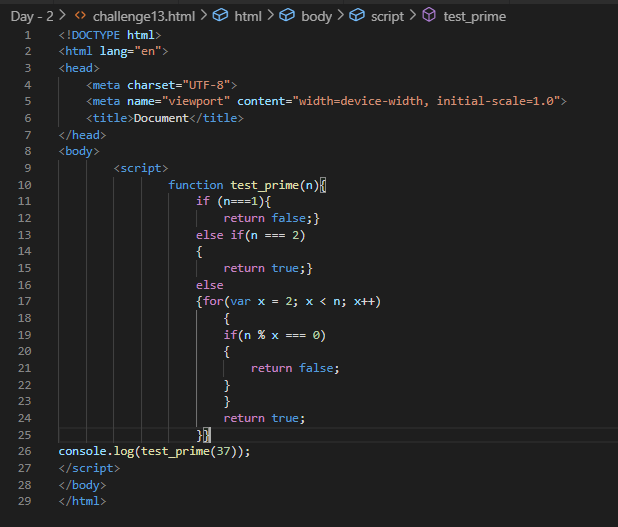 Day - 2 > <> challenge13.html > html > body > script > test_prime
1 <!DOCTYPE html>
2 <html lang="en">
3 <head>
4     <meta charset="UTF-8">
5     <meta name="viewport" content="width=device-width, initial-scale=1.0">
6     <title>Document</title>
7 </head>
8 <body>
9         <script>
10                 function test_prime(n){
11                     if (n===1){
12                         return false;}
13                     else if(n === 2)
14                     {
15                         return true;}
16                     else
17                     {for(var x = 2; x < n; x++)
18                         {
19                         if(n % x === 0)
20                         {
21                             return false;
22                         }
23                         }
24                         return true;
25                     }}
26 console.log(test_prime(37));
27 </script>
28 </body>
29 </html>